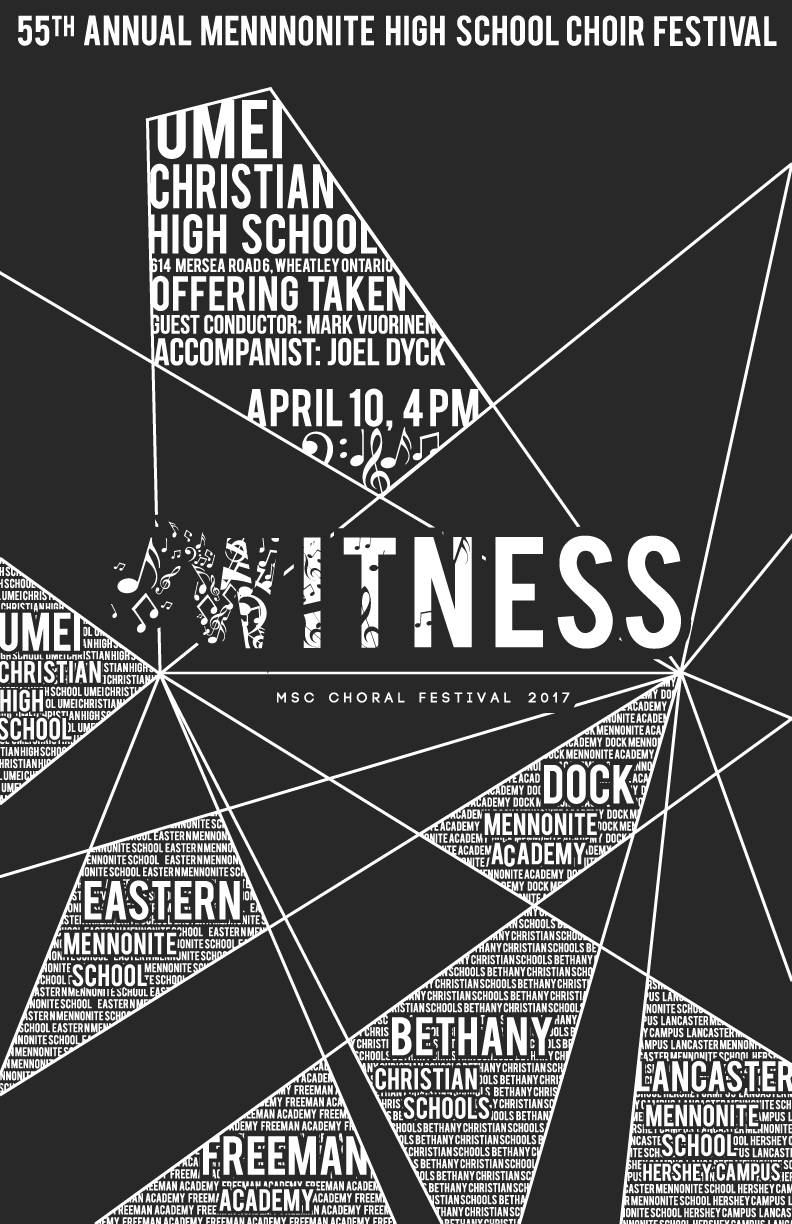 55TH ANNUAL MENNNONITE HIGH SCHOOL CHOIR FESTIVAL
UMEI
CHRISTIAN
HIGH SCHOOL
614 MERSEA ROAD 6, WHEATLEY ONTARIO
OFFERING TAKEN
GUEST CONDUCTOR: MARK VUORINEN
ACCOMPANIST: JOEL DYCK
APRIL 10, 4 PM
WITNESS
MSC CHORAL FESTIVAL 2017
UMEI
CHRISTIAN
HIGH
SCHOOL
DOCK
MENNONITE
ACADEMY
EASTERN
MENNONITE
SCHOOL
BETHANY
CHRISTIAN
SCHOOLS
LANCASTER
MENNONITE
SCHOOL
HERSHEY CAMPUS
FREEMAN
ACADEMY